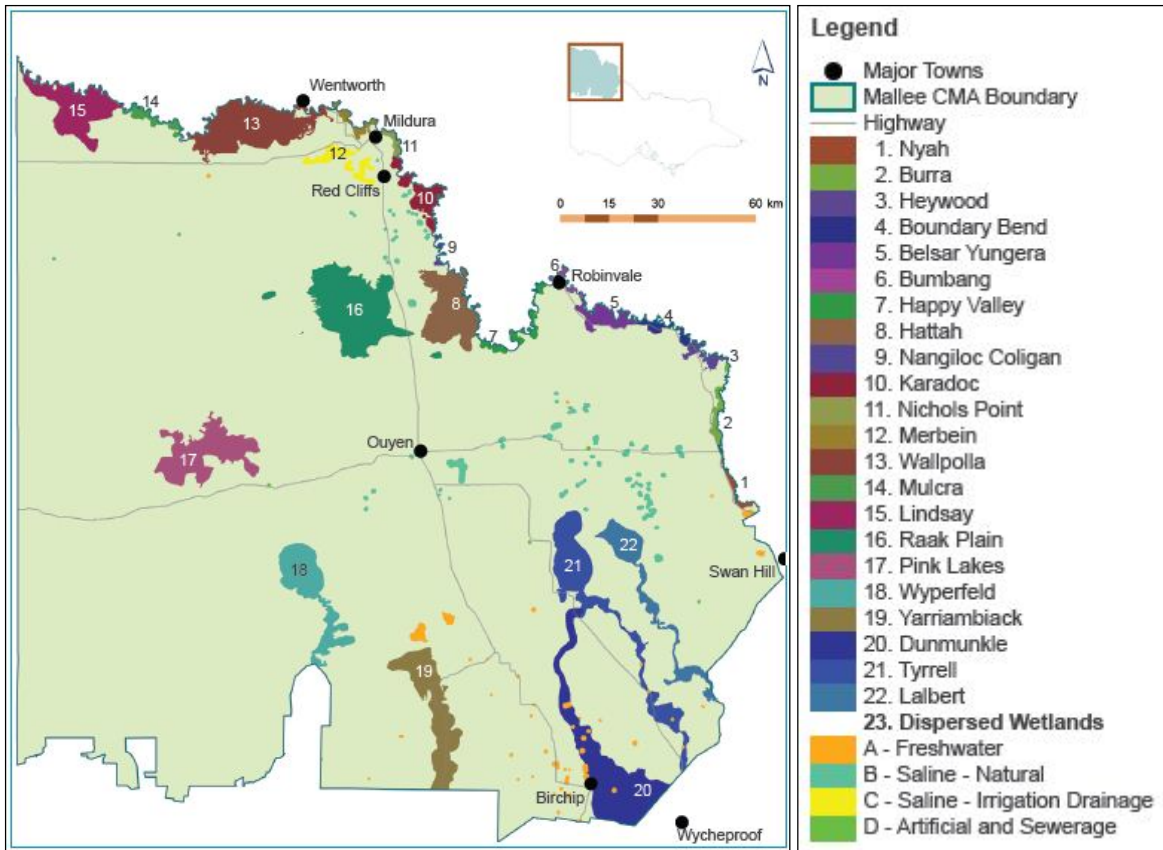 Wentworth
14
15
13
Mildura
12
11
Red Cliffs
10
N
0 15 30 60 km
9
6
Robinvale
16
8
5
4
7
3
2
Ouyen
17
1
22
21
Swan Hill
18
19
Birchip
20
Wycheproof
Legend
Major Towns
Mallee CMA Boundary
Highway
1. Nyah
2. Burra
3. Heywood
4. Boundary Bend
5. Belsar Yungera
6. Bumbang
7. Happy Valley
8. Hattah
9. Nangiloc Coligan
10. Karadoc
11. Nichols Point
12. Merbein
13. Wallpolla
14. Mulcra
15. Lindsay
16. Raak Plain
17. Pink Lakes
18. Wyperfeld
19. Yarriambiack
20. Dunmunkle
21. Tyrrell
22. Lalbert
23. Dispersed Wetlands
A - Freshwater
B - Saline - Natural
C - Saline - Irrigation Drainage
D - Artificial and Sewerage